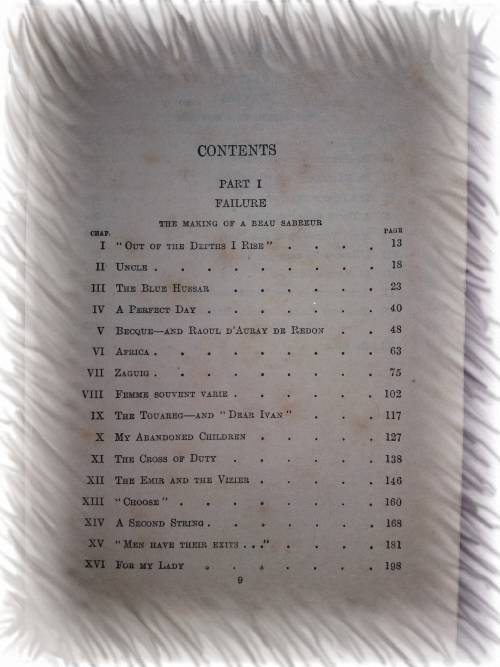 CONTENTS
PART I
FAILURE
THE MAKING OF A BEAU SABREUR
CHAP. PAGE
I "OUT OF THE DEPTHS I RISE" . . . . 13
II UNCLE . . . . . . . . . 18
III THE BLUE HUSSAR . . . . . . 23
IV A PERFECT DAY . . . . . . . 40
V BECQUE—AND RAOUL D'AURAY DE REDON . . 48
VI AFRICA . . . . . . . . . 63
VII ZAGUIG . . . . . . . . . 75
VIII FEMME SOUVENT VARIE . . . . . . 102
IX THE TOUAREG—AND "DEAR IVAN" . . . 117
X MY ABANDONED CHILDREN . . . . . 127
XI THE CROSS OF DUTY . . . . . . 138
XII THE EMIR AND THE VIZIER . . . . . 146
XIII "CHOOSE" . . . . . . . . 160
XIV A SECOND STRING . . . . . . . 168
XV "MEN HAVE THEIR EXITS . . ." . . . . 181
XVI FOR MY LADY . . . . . . . 198
9